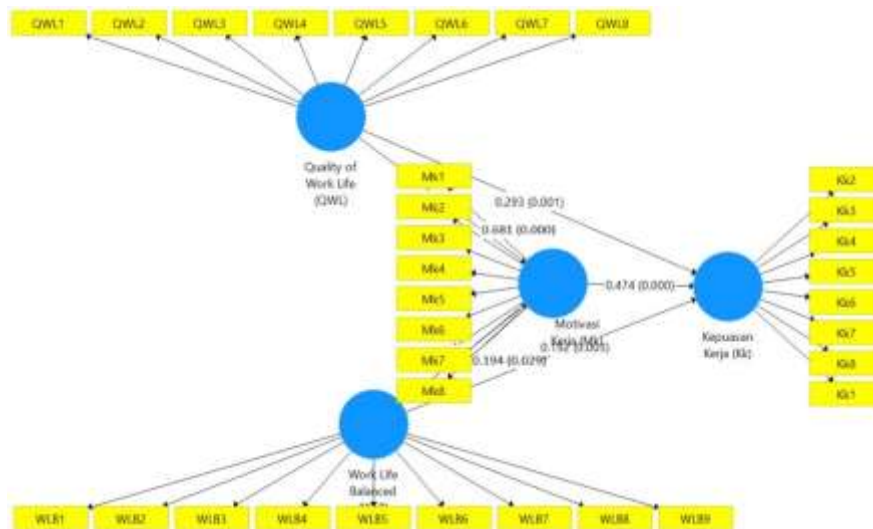 QWL1 QWL2 QWL3 QWL4 QWL5 QWL6 QWL7 QWL8
Quality of
Work Life
(QWL)
Mk1
Mk2
Mk3
Mk4
Mk5
Mk6
Mk7
Mk8
0.293 (0.001)
0.681 (0.000)
0.474 (0.000)
0.194 (0.029)
Motivasi
Kerja (Mk)
Kepuasan
Kerja (Kk)
Kk2
Kk3
Kk4
Kk5
Kk6
Kk7
Kk8
Kk1
Work Life
Balanced
WLB1 WLB2 WLB3 WLB4 WLB5 WLB6 WLB7 WLB8 WLB9